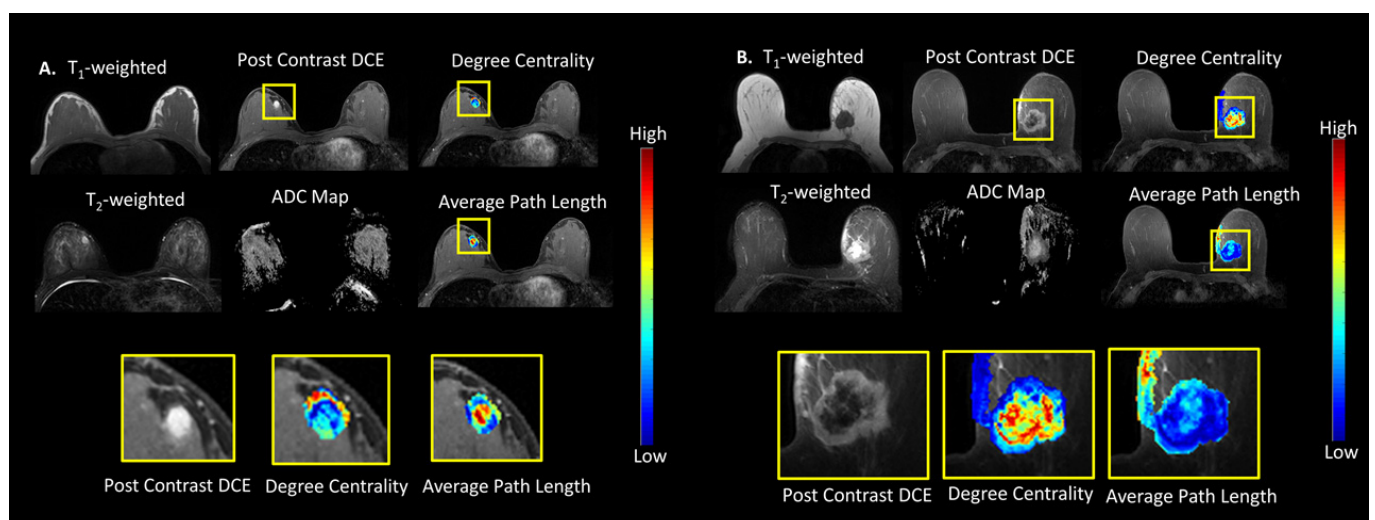 A. T1-weighted
Post Contrast DCE
Degree Centrality
High
T2-weighted
ADC Map
Average Path Length
Low
Post Contrast DCE
Degree Centrality
Average Path Length
B. T1-weighted
Post Contrast DCE
Degree Centrality
High
T2-weighted
ADC Map
Average Path Length
Low
Post Contrast DCE
Degree Centrality
Average Path Length